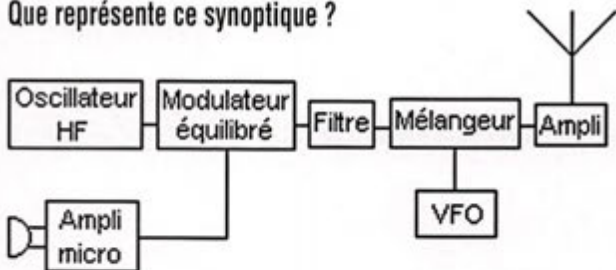 Que représente ce synoptique ?
Oscillateur
HF
Modulateur
équilibré
Filtre
Mélangeur
Ampli
Ampli
micro
VFO